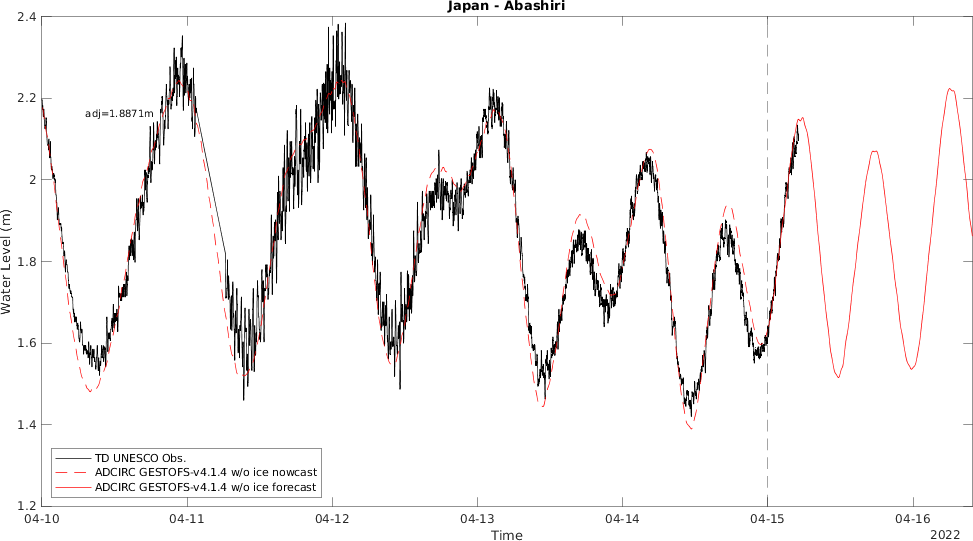 Japan - Abashiri
2.4
2.2
2
1.8
1.6
1.4
1.2
Water Level (m)
adj=1.8871m
TD UNESCO Obs.
ADCIRC GESTOFS-v4.1.4 w/o ice nowcast
ADCIRC GESTOFS-v4.1.4 w/o ice forecast
04-10
04-11
04-12
04-13
04-14
04-15
04-16
Time
2022